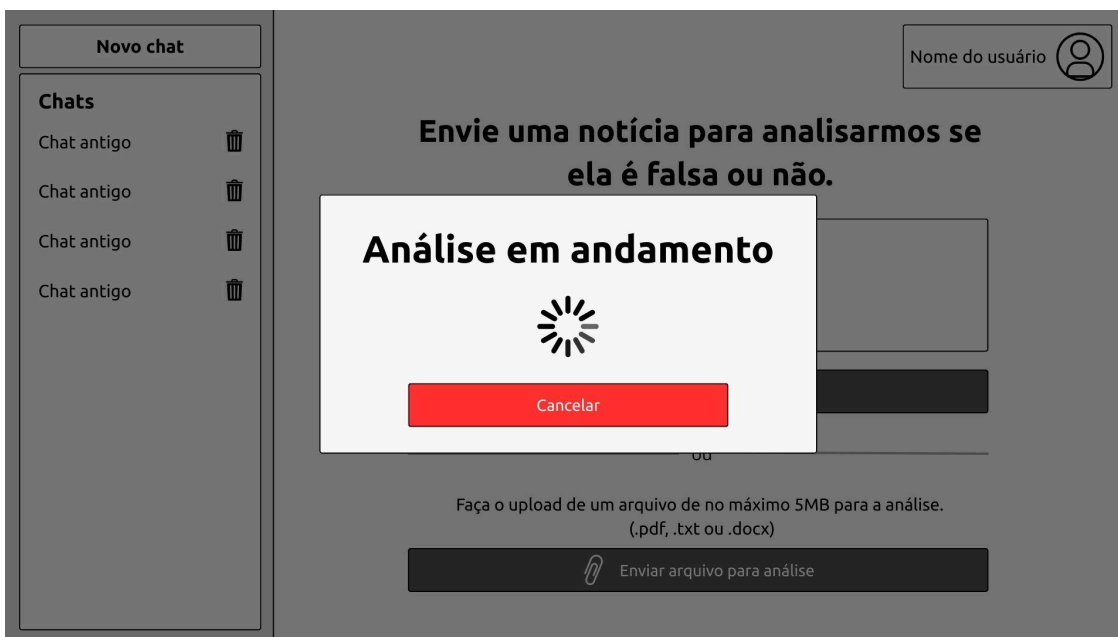 Novo chat
Nome do usuário
Chats
Chat antigo
Chat antigo
Chat antigo
Chat antigo
Envie uma notícia para analisarmos se
ela é falsa ou não.
Análise em andamento
Cancelar
ou
Faça o upload de um arquivo de no máximo 5MB para a análise.
(.pdf, .txt ou .docx)
Enviar arquivo para análise